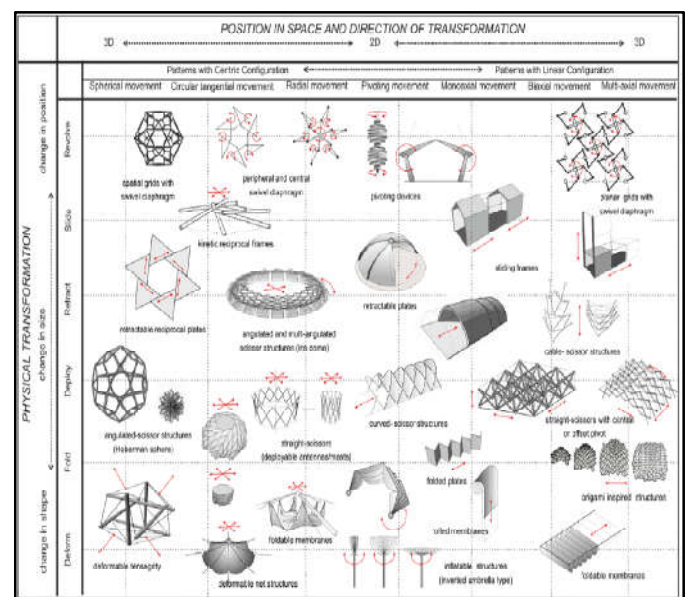 POSITION IN SPACE AND DIRECTION OF TRANSFORMATION
3D 2D 3D
Patterns with Centric Configuration Patterns with Linear Configuration
Spherical movement Circular tangential movement Radial movement Pivoting movement Monoaxial movement Biaxial movement Multi-axial movement
PHYSICAL TRANSFORMATION
change in position
change in size
change in shape
Revolve
Slide
Retract
Deploy
Fold
Deform
spatial grids with
swivel diaphragm
peripheral and central
swivel diaphragm
pivoting devices
planar grids with
swivel diaphragm
kinetic reciprocal frames
sliding frames
retractable reciprocal plates
angulated and multi-angulated
scissor structures (iris dome)
retractable plates
cable- scissor structures
angulated-scissor structures
(Hoberman sphere)
straight-scissors
(deployable antennes/masts)
curved- scissor structures
straight-scissors with central
or offset pivot
folded plates
origami inspired structures
deformable tensegrity
foldable membranes
rolled membranes
deformable net structures
inflatable structures
(inverted umbrella type)
foldable membranes